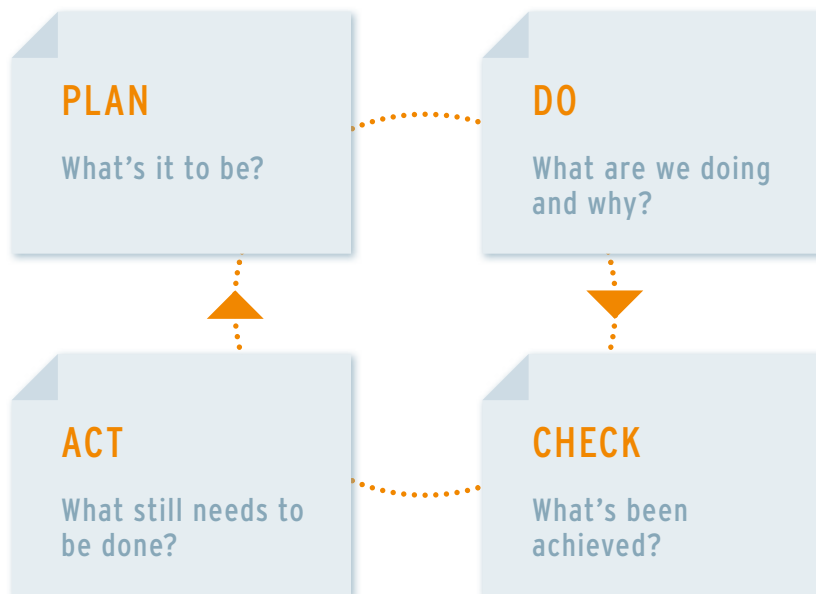 PLAN
What’s it to be?
DO
What are we doing
and why?
ACT
What still needs to
be done?
CHECK
What’s been
achieved?